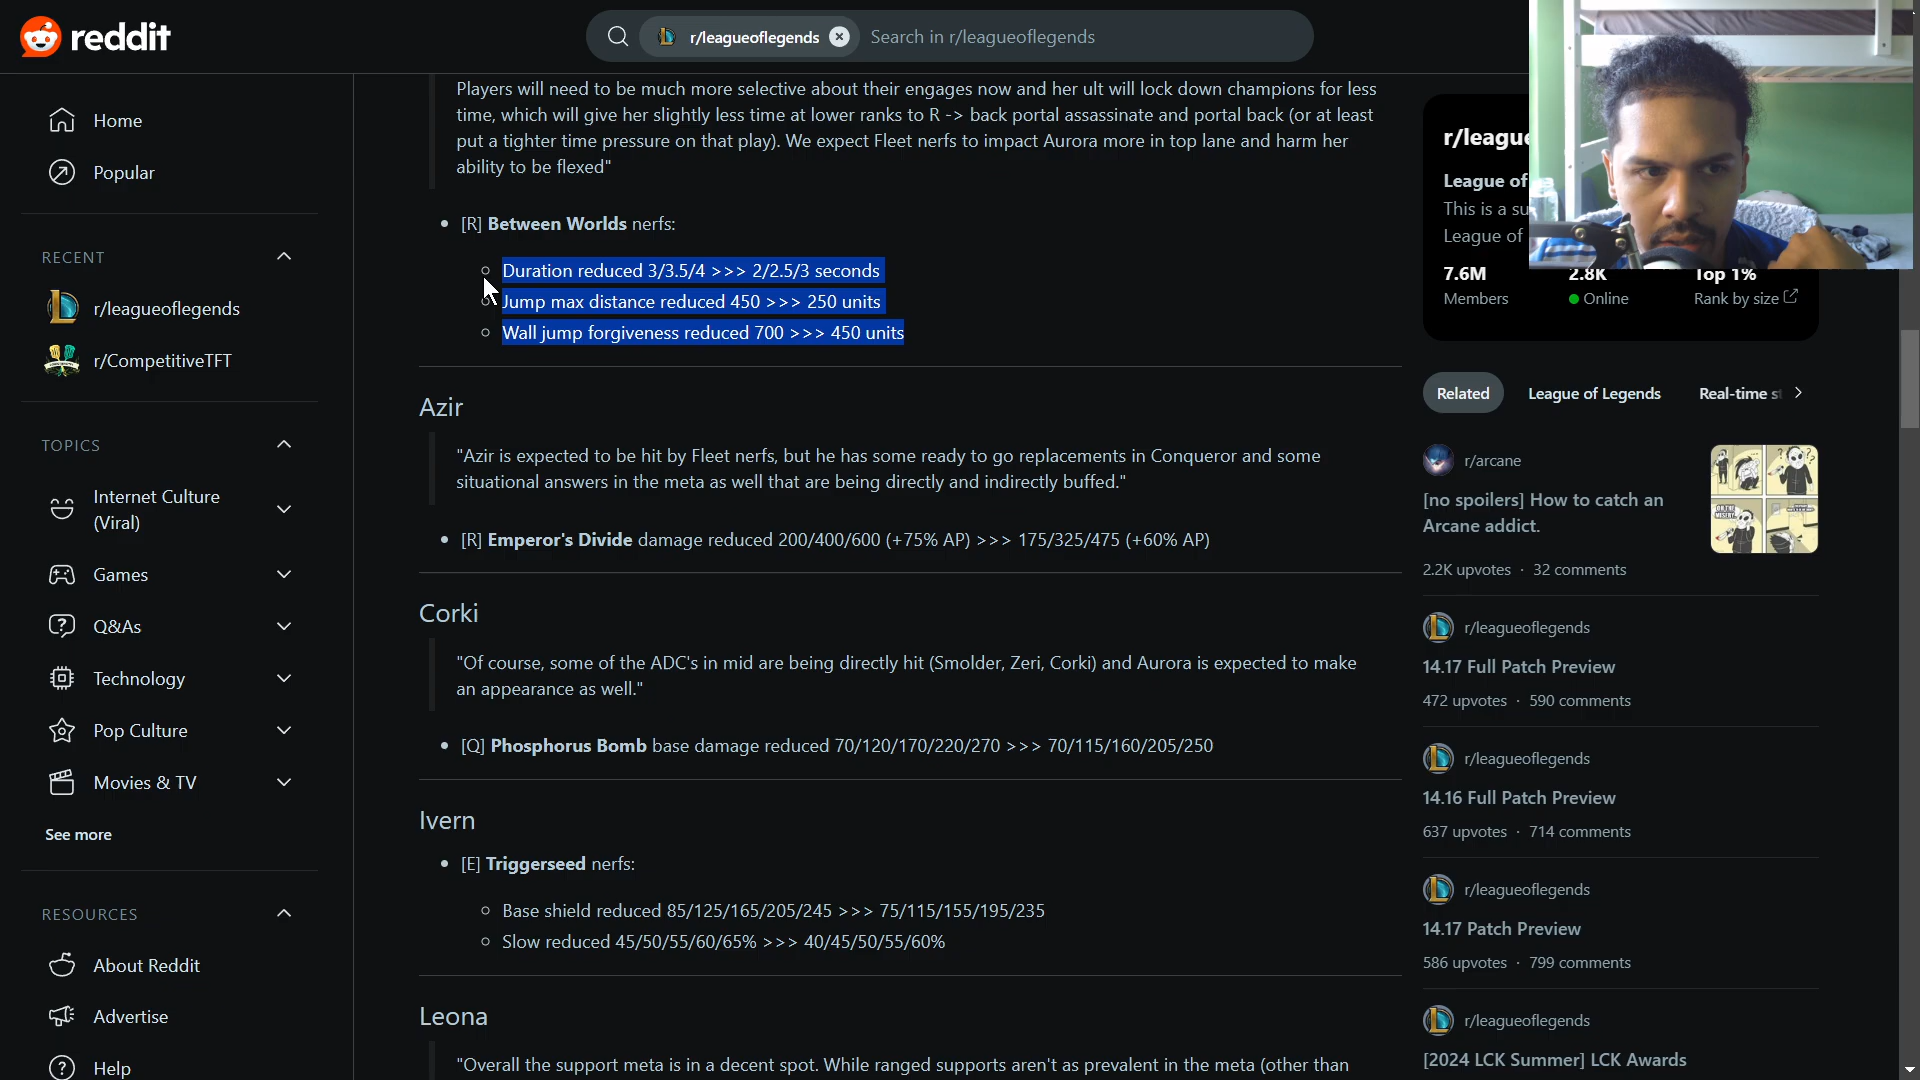 reddit
r/leagueoflegends
Search in r/leagueoflegends
Home
Popular
RECENT
r/leagueoflegends
r/CompetitiveTFT
TOPICS
Internet Culture
(Viral)
Games
Q&As
Technology
Pop Culture
Movies & TV
See more
RESOURCES
About Reddit
Advertise
Help
Players will need to be much more selective about their engages now and her ult will lock down champions for less
time, which will give her slightly less time at lower ranks to R -> back portal assassinate and portal back (or at least
put a tighter time pressure on that play). We expect Fleet nerfs to impact Aurora more in top lane and harm her
ability to be flexed"
[R] Between Worlds nerfs:
Duration reduced 3/3.5/4 >>> 2/2.5/3 seconds
Jump max distance reduced 450 >>> 250 units
Wall jump forgiveness reduced 700 >>> 450 units
Azir
"Azir is expected to be hit by Fleet nerfs, but he has some ready to go replacements in Conqueror and some
situational answers in the meta as well that are being directly and indirectly buffed."
[R] Emperor's Divide damage reduced 200/400/600 (+75% AP) >>> 175/325/475 (+60% AP)
Corki
"Of course, some of the ADC's in mid are being directly hit (Smolder, Zeri, Corki) and Aurora is expected to make
an appearance as well."
[Q] Phosphorus Bomb base damage reduced 70/120/170/220/270 >>> 70/115/160/205/250
Ivern
[E] Triggerseed nerfs:
Base shield reduced 85/125/165/205/245 >>> 75/115/155/195/235
Slow reduced 45/50/55/60/65% >>> 40/45/50/55/60%
Leona
"Overall the support meta is in a decent spot. While ranged supports aren't as prevalent in the meta (other than
r/league
League of
This is a su
League of
7.6M
2.8K
Top 1%
Members
Online
Rank by size
Related
League of Legends
Real-time
r/arcane
[no spoilers] How to catch an
Arcane addict.
2.2K upvotes · 32 comments
r/leagueoflegends
14.17 Full Patch Preview
472 upvotes · 590 comments
r/leagueoflegends
14.16 Full Patch Preview
637 upvotes · 714 comments
r/leagueoflegends
14.17 Patch Preview
586 upvotes · 799 comments
r/leagueoflegends
[2024 LCK Summer] LCK Awards